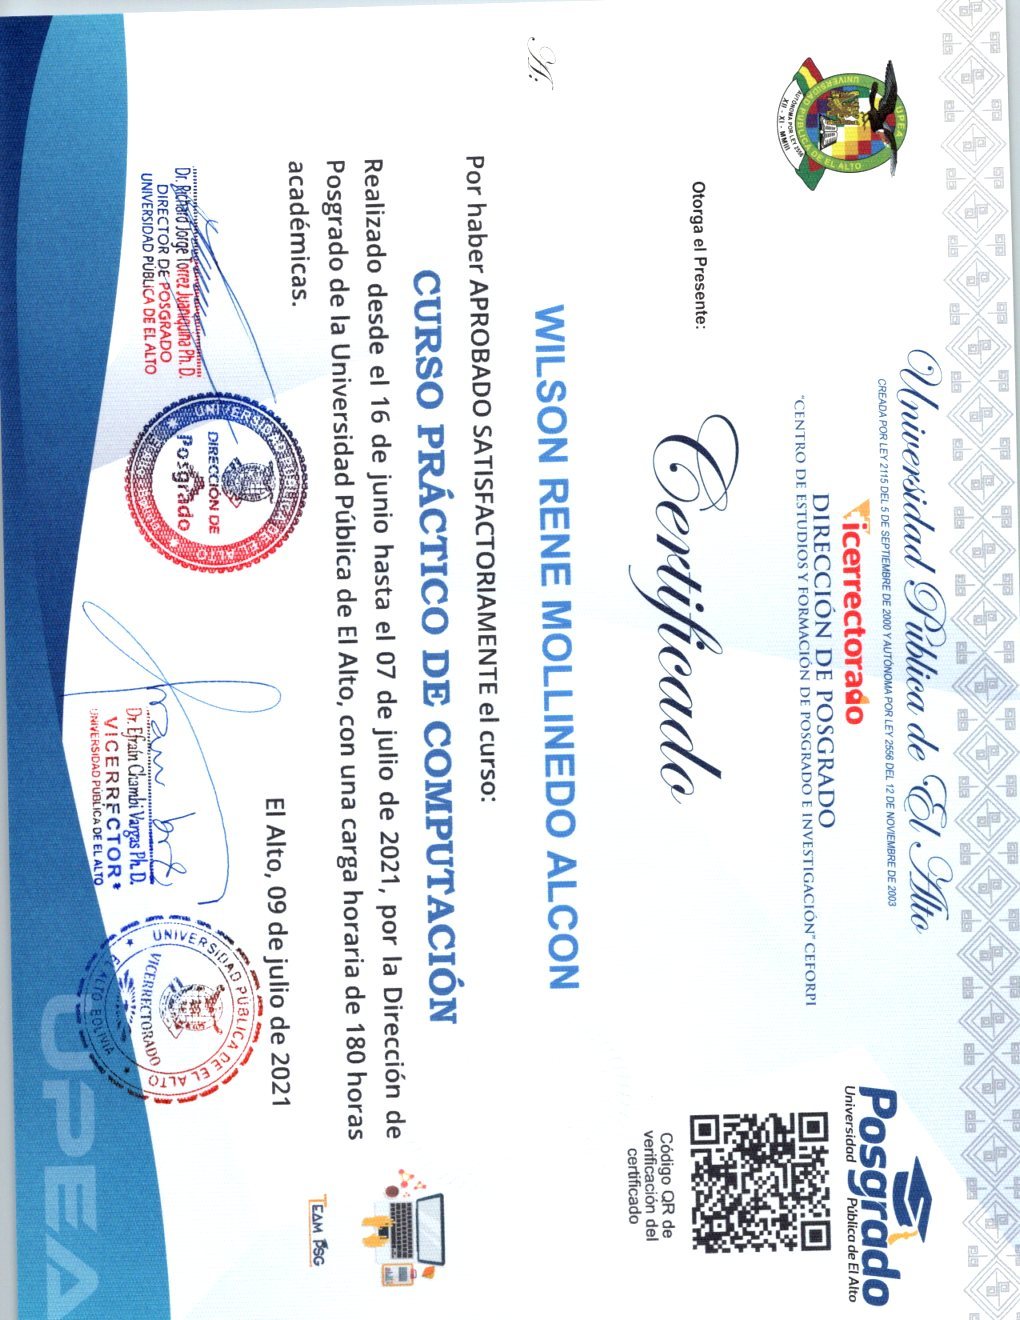 Universidad Pública de El Alto
CREADA POR LEY 2115 DEL 5 DE SEPTIEMBRE DE 2000 Y AUTÓNOMA POR LEY 2556 DEL 12 DE NOVIEMBRE DE 2003
Vicerrectorado
DIRECCIÓN DE POSGRADO
"CENTRO DE ESTUDIOS Y FORMACIÓN DE POSGRADO E INVESTIGACIÓN" CEFORPI
UPEA
UNIVERSIDAD PÚBLICA DE EL ALTO
AUTÓNOMA POR LEY 2556
XII - XI - MMIII
Posgrado
Universidad Pública de El Alto
Otorga el Presente:
Certificado
Código QR de
verificación del
certificado
A:
WILSON RENE MOLLINEDO ALCON
Por haber APROBADO SATISFACTORIAMENTE el curso:
CURSO PRÁCTICO DE COMPUTACIÓN
Realizado desde el 16 de junio hasta el 07 de julio de 2021, por la Dirección de
Posgrado de la Universidad Pública de El Alto, con una carga horaria de 180 horas
académicas.
TEAM PSG
El Alto, 09 de julio de 2021
Dr. Richard Jorge Torrez Juaniquina Ph. D.
DIRECTOR DE POSGRADO
UNIVERSIDAD PÚBLICA DE EL ALTO
DIRECCIÓN DE
Posgrado
Dr. Efraín Chambi Vargas Ph. D.
VICERRECTOR
UNIVERSIDAD PÚBLICA DE EL ALTO
UNIVERSIDAD PÚBLICA DE EL ALTO
VICERRECTORADO
EL ALTO BOLIVIA
UPEA